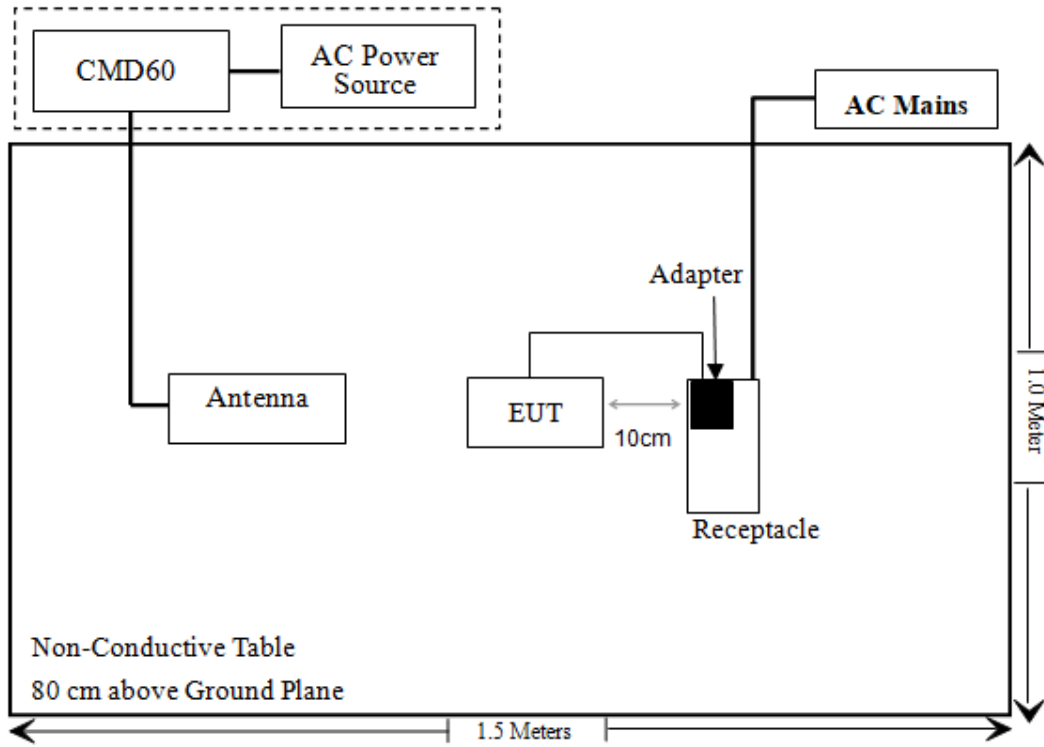 CMD60
AC Power
Source
AC Mains
Adapter
Antenna
EUT
10cm
1.0 Meter
Receptacle
Non-Conductive Table
80 cm above Ground Plane
1.5 Meters